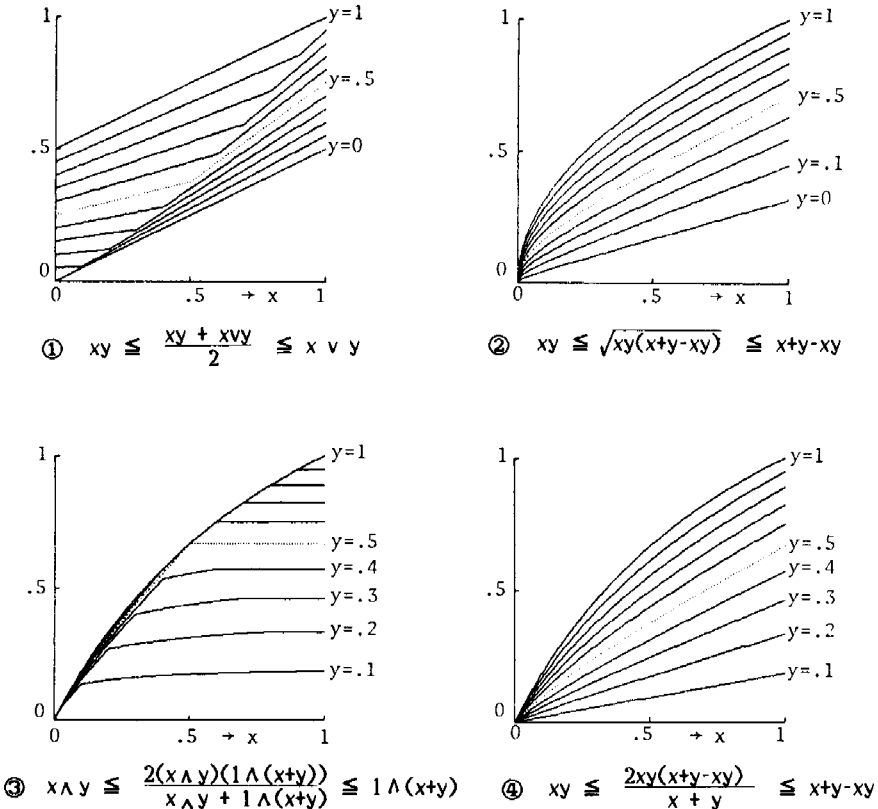 1
y=1
y=.5
.5
y=0
0
0
.5
→ x
1
① xy ≦ (xy + x∨y)/2 ≦ x ∨ y
1
y=1
y=.5
.5
y=.1
y=0
0
0
.5
→ x
1
② xy ≦ √(xy(x+y-xy)) ≦ x+y-xy
1
y=1
y=.5
y=.4
.5
y=.3
y=.2
y=.1
0
0
.5
→ x
1
③ x∧y ≦ 2(x∧y)(1∧(x+y))/(x∧y + 1∧(x+y)) ≦ 1∧(x+y)
1
y=1
y=.5
y=.4
.5
y=.3
y=.2
y=.1
0
0
.5
→ x
1
④ xy ≦ 2xy(x+y-xy)/(x + y) ≦ x+y-xy